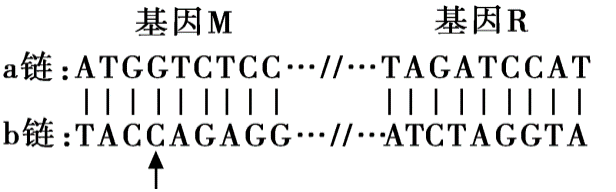 基因M 基因R
a链:ATGGTCTCC…//…TAGATCCAT
b链:TACCAGAGG…//…ATCTAGGTA